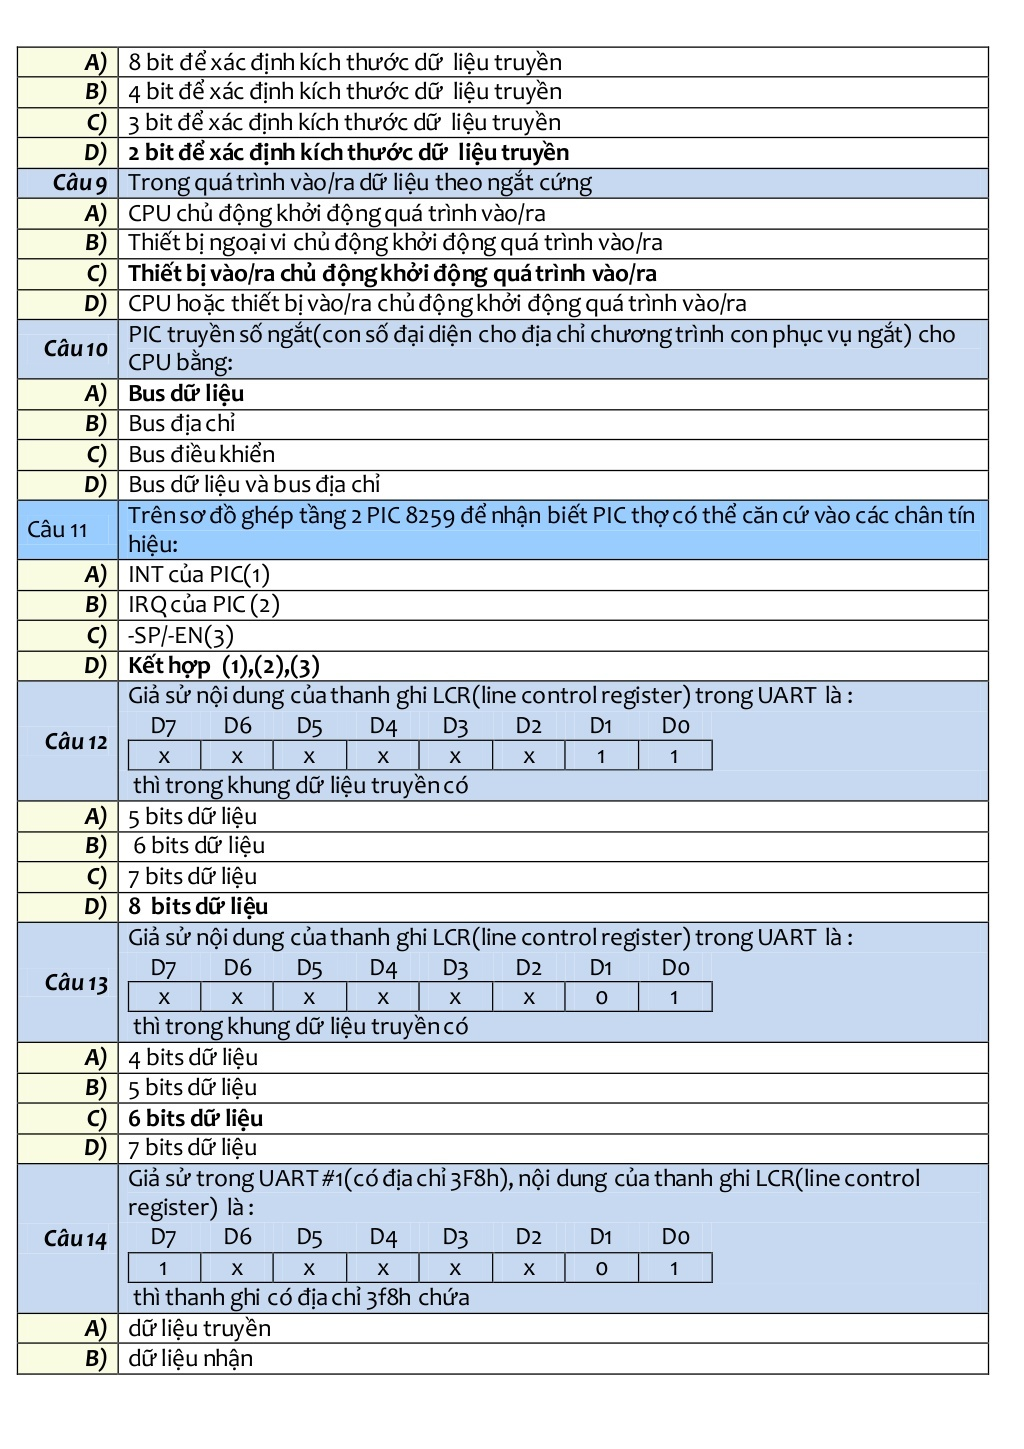 A) 8 bit để xác định kích thước dữ liệu truyền
B) 4 bit để xác định kích thước dữ liệu truyền
C) 3 bit để xác định kích thước dữ liệu truyền
D) 2 bit để xác định kích thước dữ liệu truyền
Câu 9 Trong quá trình vào/ra dữ liệu theo ngắt cứng
A) CPU chủ động khởi động quá trình vào/ra
B) Thiết bị ngoại vi chủ động khởi động quá trình vào/ra
C) Thiết bị vào/ra chủ động khởi động quá trình vào/ra
D) CPU hoặc thiết bị vào/ra chủ động khởi động quá trình vào/ra
Câu 10 PIC truyền số ngắt(con số đại diện cho địa chỉ chương trình con phục vụ ngắt) cho
CPU bằng:
A) Bus dữ liệu
B) Bus địa chỉ
C) Bus điều khiển
D) Bus dữ liệu và bus địa chỉ
Câu 11 Trên sơ đồ ghép tầng 2 PIC 8259 để nhận biết PIC thợ có thể căn cứ vào các chân tín
hiệu:
A) INT của PIC(1)
B) IRQ của PIC (2)
C) -SP/-EN(3)
D) Kết hợp (1),(2),(3)
Câu 12 Giả sử nội dung của thanh ghi LCR(line control register) trong UART là :
D7 D6 D5 D4 D3 D2 D1 D0
x x x x x x 1 1
thì trong khung dữ liệu truyền có
A) 5 bits dữ liệu
B) 6 bits dữ liệu
C) 7 bits dữ liệu
D) 8 bits dữ liệu
Câu 13 Giả sử nội dung của thanh ghi LCR(line control register) trong UART là :
D7 D6 D5 D4 D3 D2 D1 D0
x x x x x x 0 1
thì trong khung dữ liệu truyền có
A) 4 bits dữ liệu
B) 5 bits dữ liệu
C) 6 bits dữ liệu
D) 7 bits dữ liệu
Câu 14 Giả sử trong UART #1(có địa chỉ 3F8h), nội dung của thanh ghi LCR(line control
register) là :
D7 D6 D5 D4 D3 D2 D1 D0
1 x x x x x 0 1
thì thanh ghi có địa chỉ 3f8h chứa
A) dữ liệu truyền
B) dữ liệu nhận